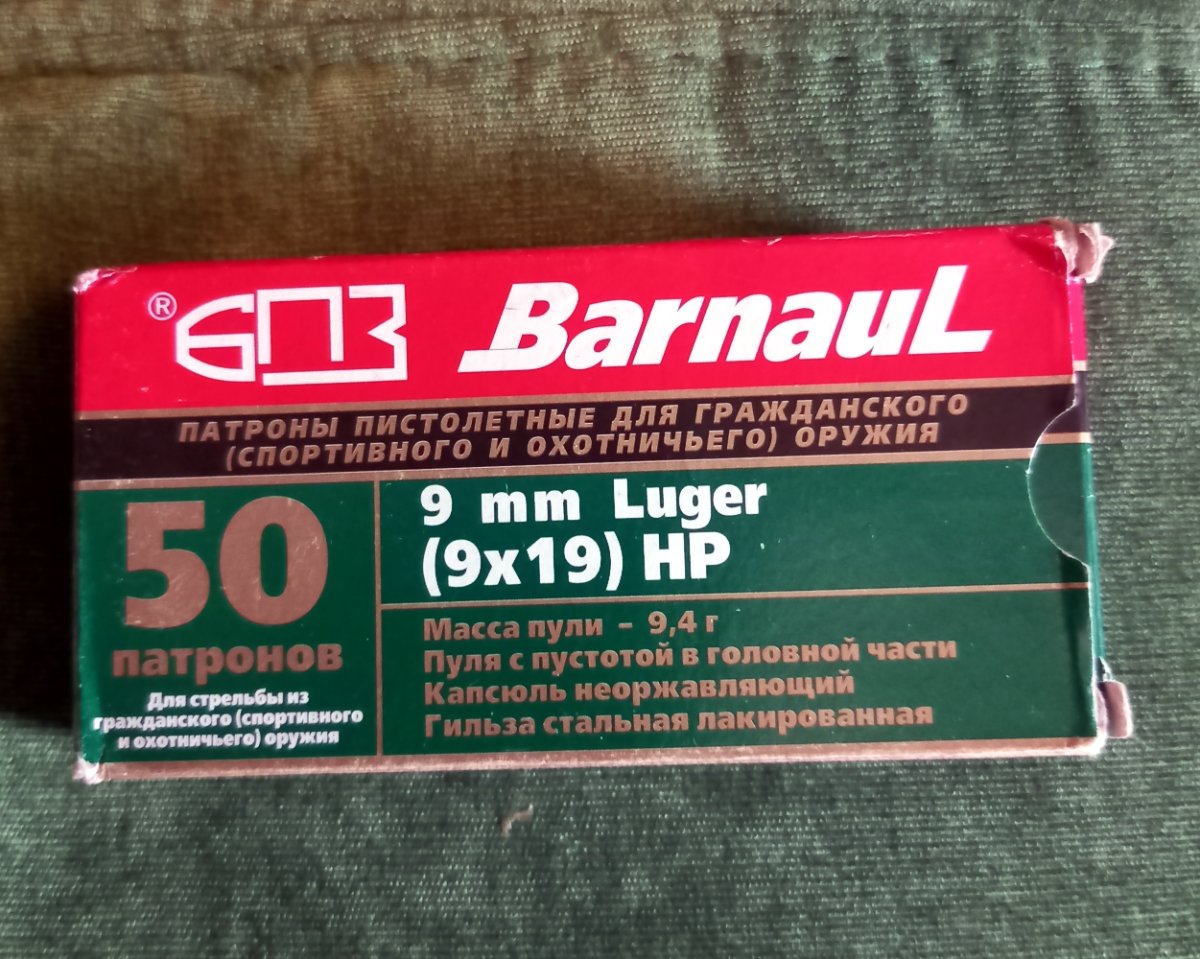 ® БПЗ Barnaul
ПАТРОНЫ ПИСТОЛЕТНЫЕ ДЛЯ ГРАЖДАНСКОГО
(СПОРТИВНОГО И ОХОТНИЧЬЕГО) ОРУЖИЯ
50
патронов
Для стрельбы из
гражданского (спортивного
и охотничьего) оружия
9 mm Luger
(9x19) HP
Масса пули – 9,4 г
Пуля с пустотой в головной части
Капсюль неоржавляющий
Гильза стальная лакированная